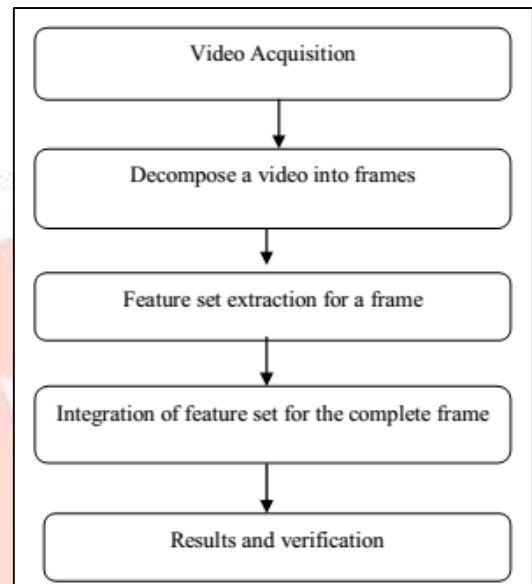 Video Acquisition
Decompose a video into frames
Feature set extraction for a frame
Integration of feature set for the complete frame
Results and verification